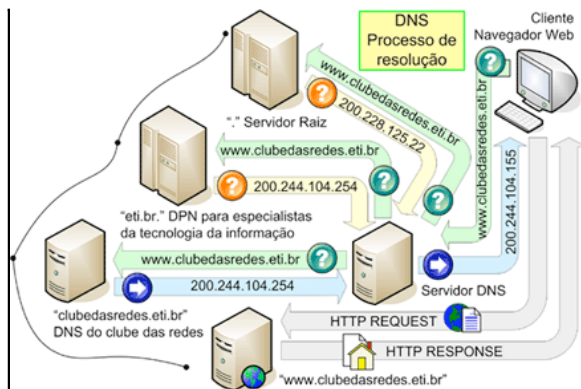 DNS
Processo de
resolução
Cliente
Navegador Web
www.clubedasredes.eti.br
200.228.125.22
"." Servidor Raiz
www.clubedasredes.eti.br
200.244.104.254
www.clubedasredes.eti.br
200.244.104.155
"eti.br." DPN para especialistas
da tecnologia da informação
www.clubedasredes.eti.br
200.244.104.254
Servidor DNS
"clubedasredes.eti.br"
DNS do clube das redes
HTTP REQUEST
HTTP RESPONSE
"www.clubedasredes.eti.br"